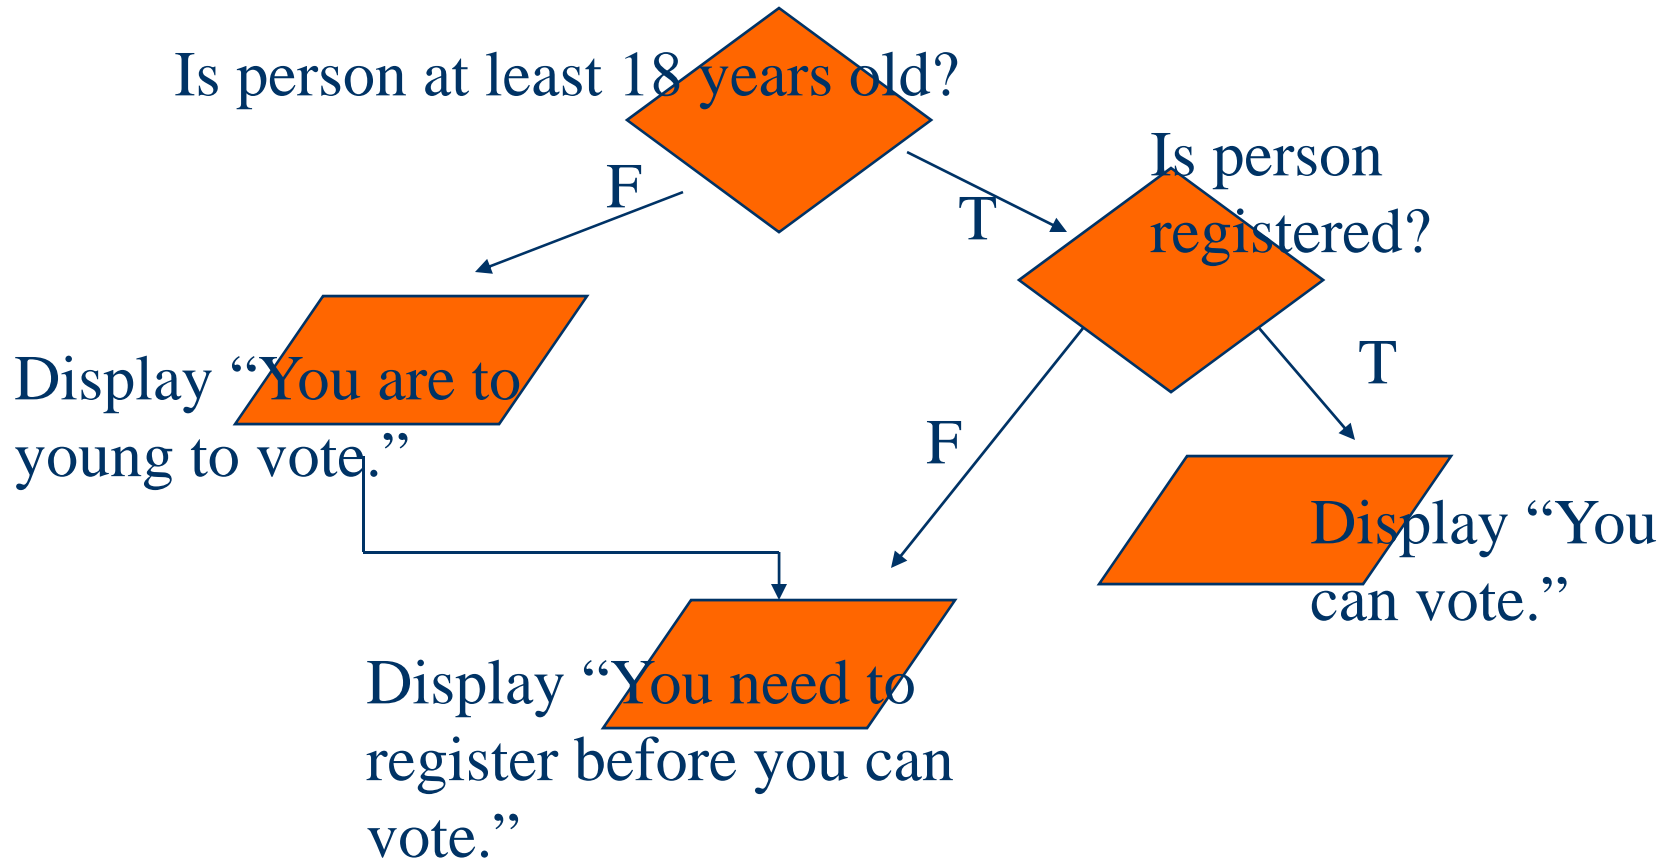 Is person at least 18 years old?
Is person
registered?
F
T
Display “You are to
young to vote.”
T
F
Display “You
can vote.”
Display “You need to
register before you can
vote.”